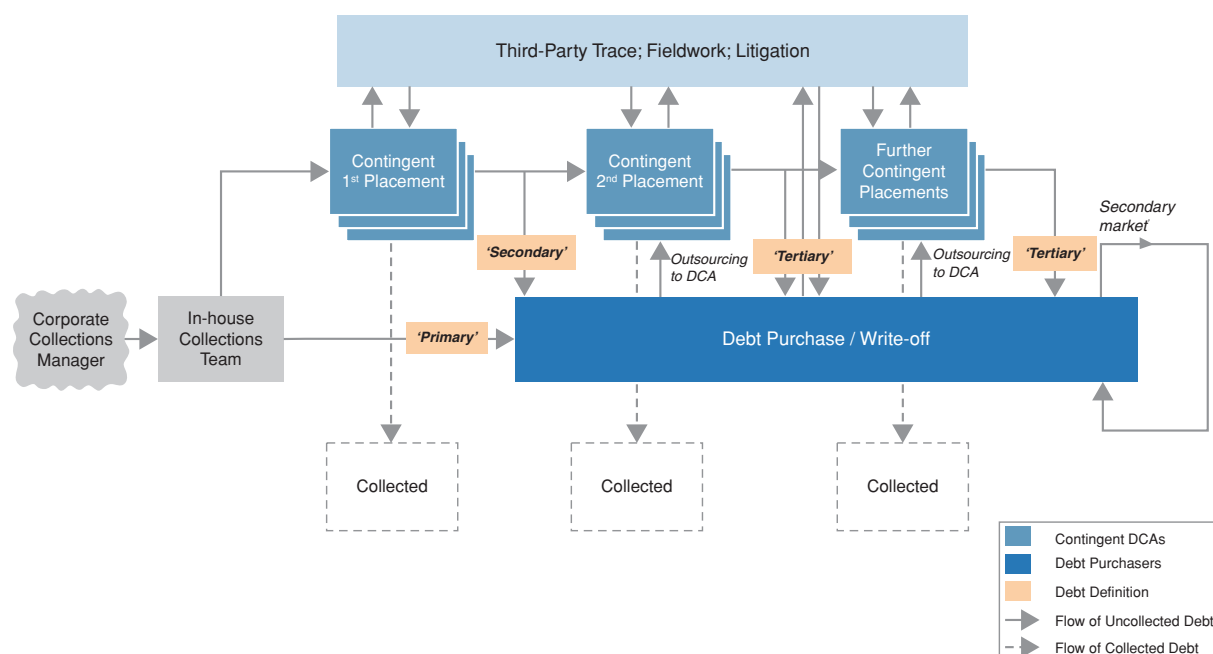 Third-Party Trace; Fieldwork; Litigation
Contingent
1st Placement
Contingent
2nd Placement
Further
Contingent
Placements
Secondary
market
'Secondary'
Outsourcing
to DCA
'Tertiary'
Outsourcing
to DCA
'Tertiary'
Corporate
Collections
Manager
In-house
Collections
Team
'Primary'
Debt Purchase / Write-off
Collected
Collected
Collected
Contingent DCAs
Debt Purchasers
Debt Definition
Flow of Uncollected Debt
Flow of Collected Debt